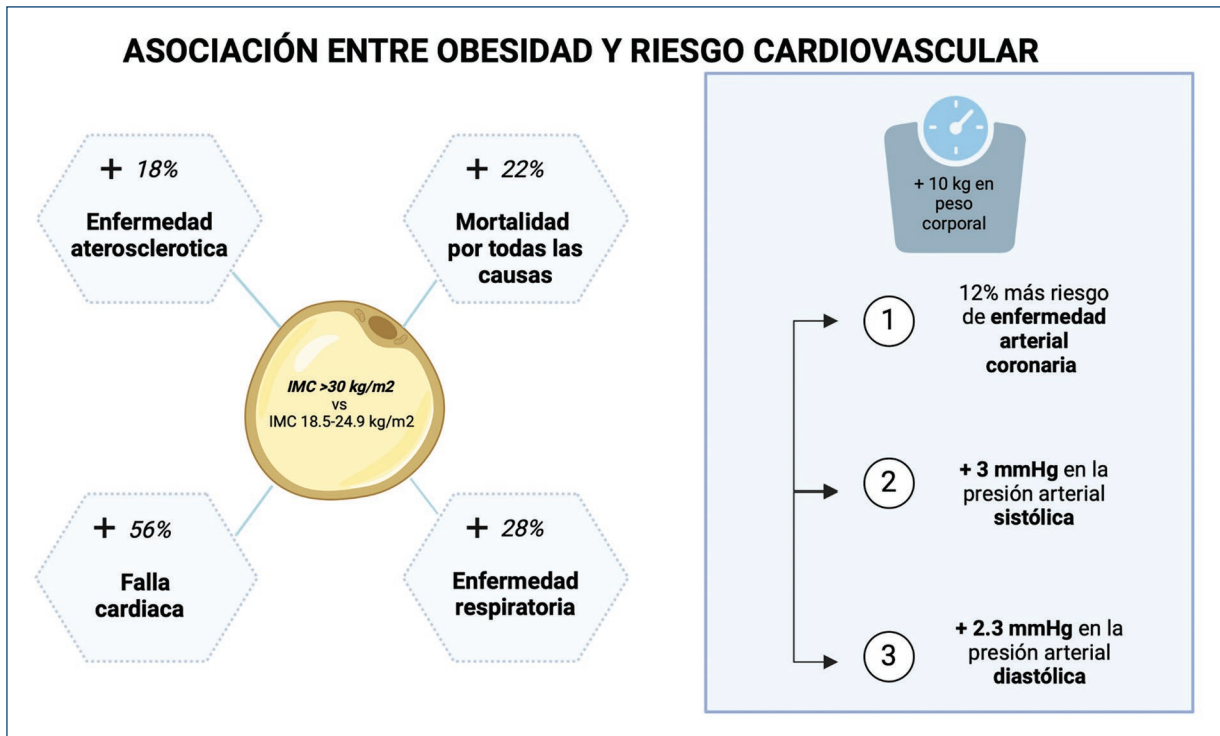 ASOCIACIÓN ENTRE OBESIDAD Y RIESGO CARDIOVASCULAR
+ 18%
Enfermedad
aterosclerotica
+ 22%
Mortalidad
por todas las
causas
IMC >30 kg/m2
vs
IMC 18.5-24.9 kg/m2
+ 56%
Falla
cardiaca
+ 28%
Enfermedad
respiratoria
+ 10 kg en
peso
corporal
1
12% más riesgo
de enfermedad
arterial
coronaria
2
+ 3 mmHg en la
presión arterial
sistólica
3
+ 2.3 mmHg en la
presión arterial
diastólica